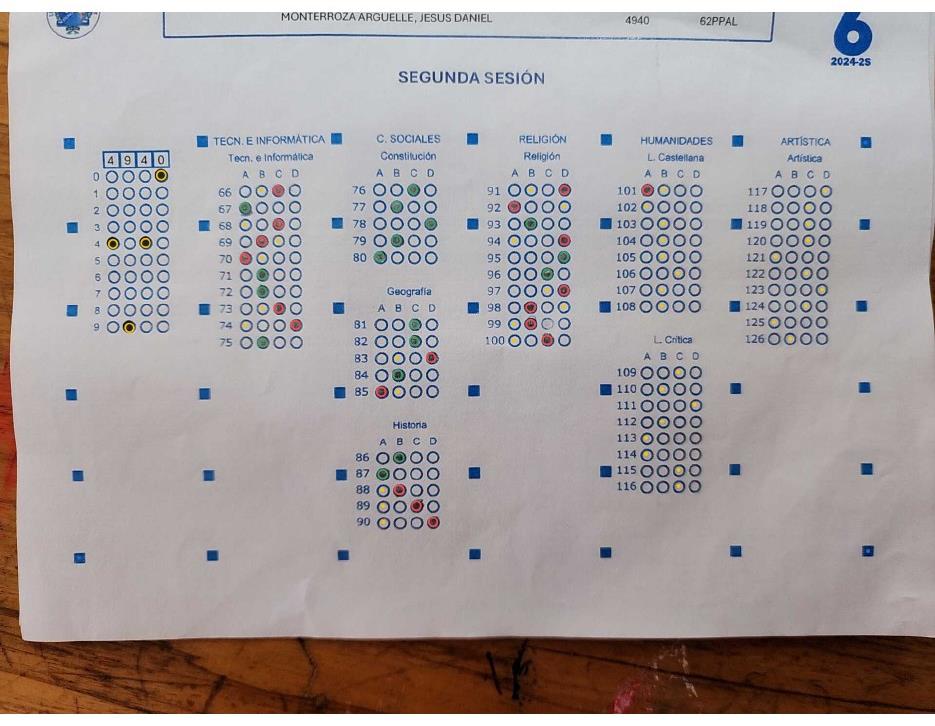 MONTERROZA ARGUELLE, JESUS DANIEL 4940 62PPAL
6
2024-2S
SEGUNDA SESIÓN
4 9 4 0
0
1
2
3
4
5
6
7
8
9
TECN. E INFORMÁTICA
Tecn. e Informática
A B C D
66
67
68
69
70
71
72
73
74
75
C. SOCIALES
Constitución
A B C D
76
77
78
79
80
Geografía
A B C D
81
82
83
84
85
Historia
A B C D
86
87
88
89
90
RELIGIÓN
Religión
A B C D
91
92
93
94
95
96
97
98
99
100
HUMANIDADES
L. Castellana
A B C D
101
102
103
104
105
106
107
108
L. Crítica
A B C D
109
110
111
112
113
114
115
116
ARTÍSTICA
Artística
A B C D
117
118
119
120
121
122
123
124
125
126